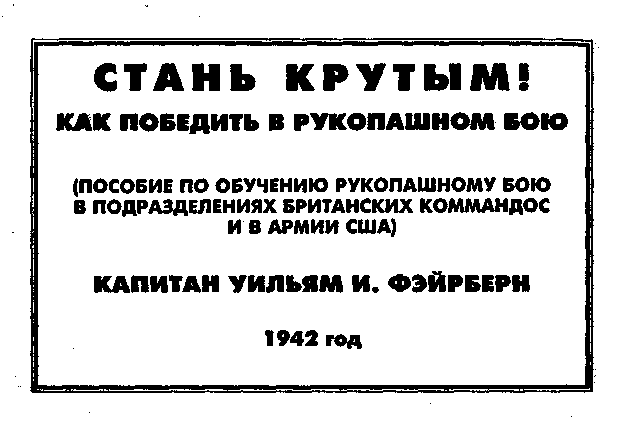 СТАНЬ КРУТЫМ!
КАК ПОБЕДИТЬ В РУКОПАШНОМ БОЮ
(ПОСОБИЕ ПО ОБУЧЕНИЮ РУКОПАШНОМУ БОЮ
В ПОДРАЗДЕЛЕНИЯХ БРИТАНСКИХ КОММАНДОС
И В АРМИИ США)
КАПИТАН УИЛЬЯМ И. ФЭЙРБЕРН
1942 год